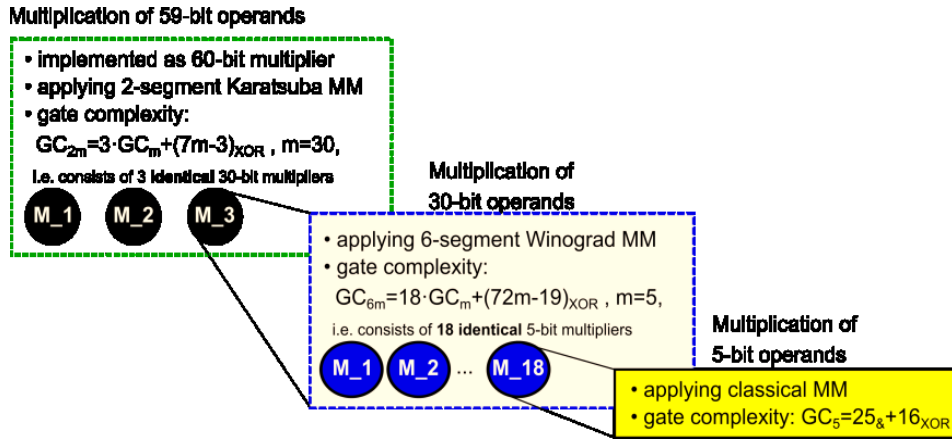 Multiplication of 59-bit operands
• implemented as 60-bit multiplier
• applying 2-segment Karatsuba MM
• gate complexity:
GC₂ₘ=3·GCₘ+(7m-3)XOR , m=30,
i.e. consists of 3 identical 30-bit multipliers
M_1 M_2 M_3
Multiplication of
30-bit operands
• applying 6-segment Winograd MM
• gate complexity:
GC₆ₘ=18·GCₘ+(72m-19)XOR , m=5,
i.e. consists of 18 identical 5-bit multipliers
M_1 M_2 ... M_18
Multiplication of
5-bit operands
• applying classical MM
• gate complexity: GC₅=25&+16XOR